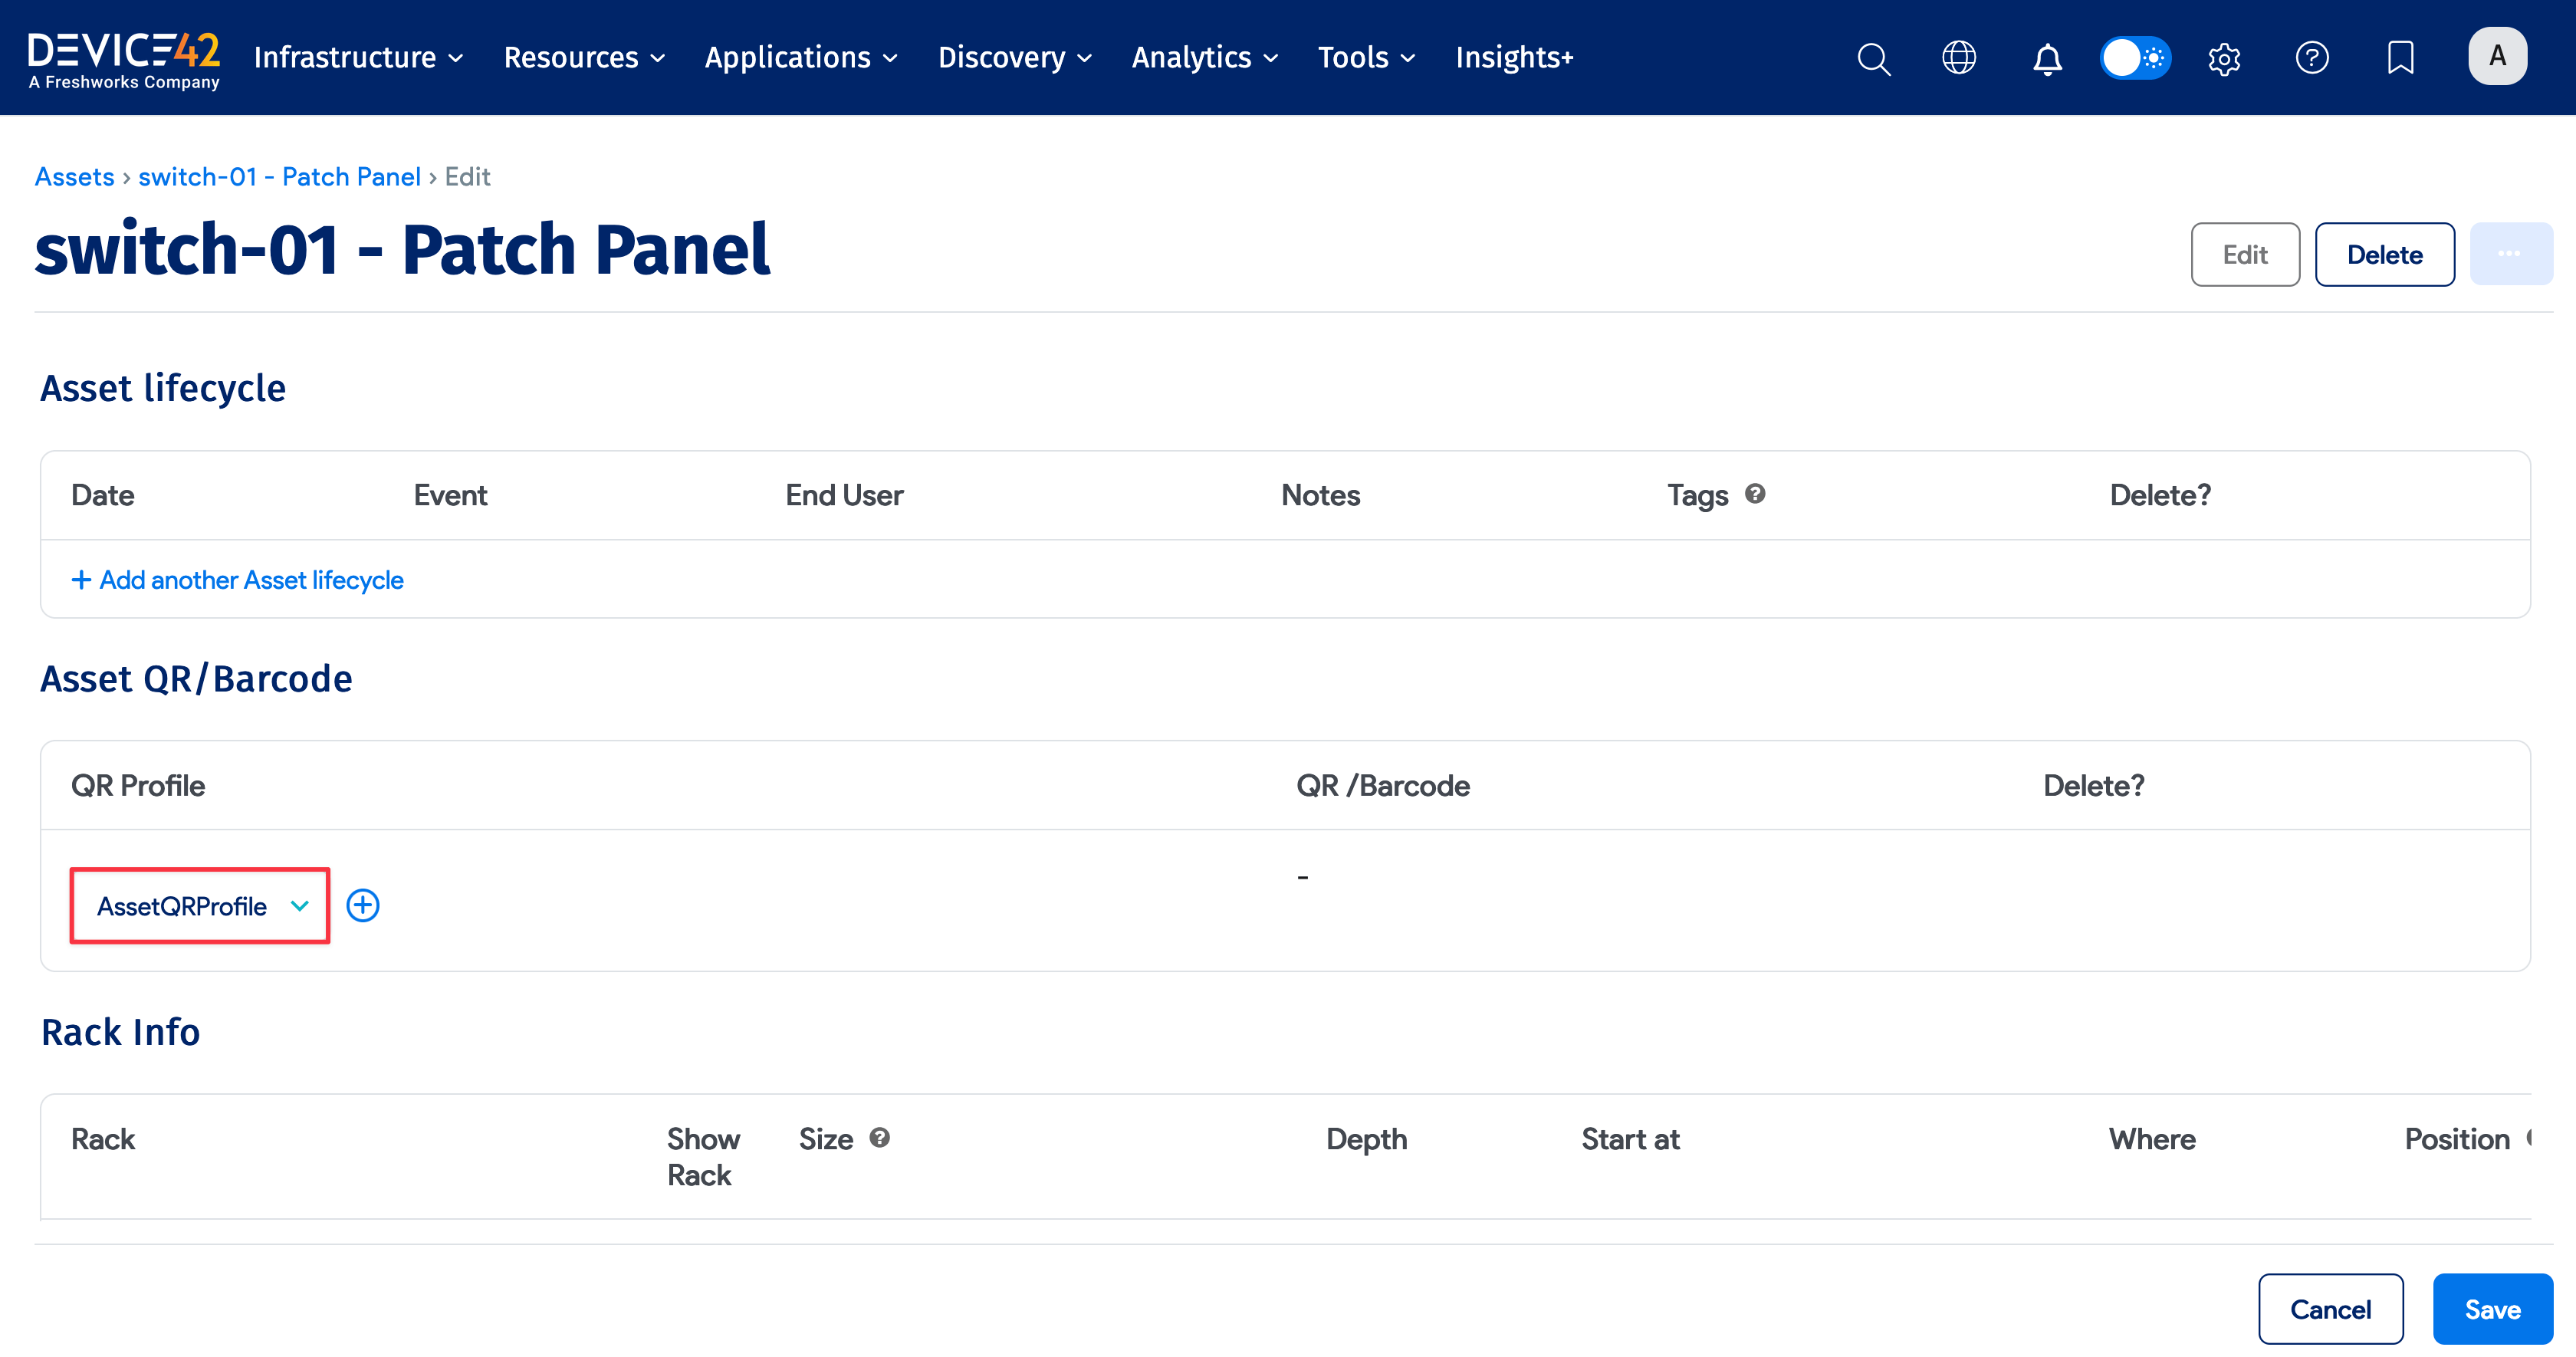 DEVICE42
A Freshworks Company
Infrastructure
Resources
Applications
Discovery
Analytics
Tools
Insights+
A
Assets › switch-01 - Patch Panel › Edit
switch-01 - Patch Panel
Edit
Delete
...
Asset lifecycle
Date
Event
End User
Notes
Tags ?
Delete?
+ Add another Asset lifecycle
Asset QR/Barcode
QR Profile
QR /Barcode
Delete?
AssetQRProfile
-
Rack Info
Rack
Show
Rack
Size ?
Depth
Start at
Where
Position
Cancel
Save